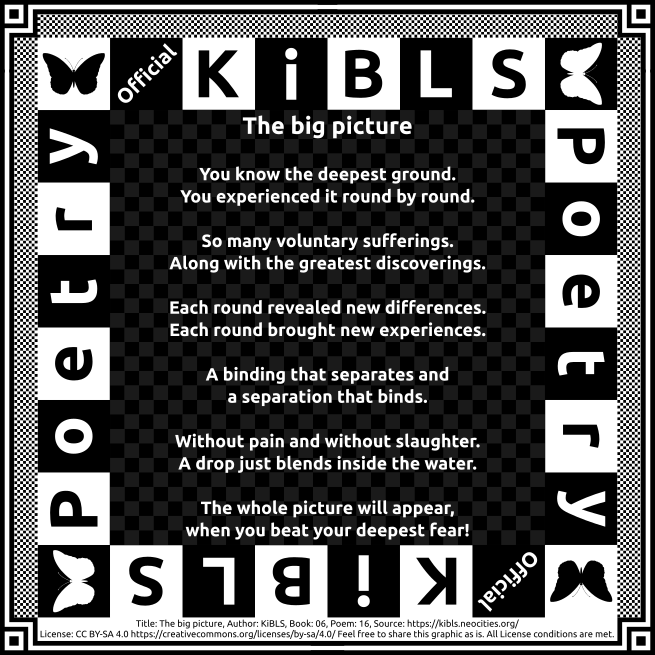 Official KiBLS
Poetry
Poetry
The big picture
You know the deepest ground.
You experienced it round by round.
So many voluntary sufferings.
Along with the greatest discoverings.
Each round revealed new differences.
Each round brought new experiences.
A binding that separates and
a separation that binds.
Without pain and without slaughter.
A drop just blends inside the water.
The whole picture will appear,
when you beat your deepest fear!
Official KiBLS
Title: The big picture, Author: KiBLS, Book: 06, Poem: 16, Source: https://kibls.neocities.org/
License: CC BY-SA 4.0 https://creativecommons.org/licenses/by-sa/4.0/ Feel free to share this graphic as is. All License conditions are met.